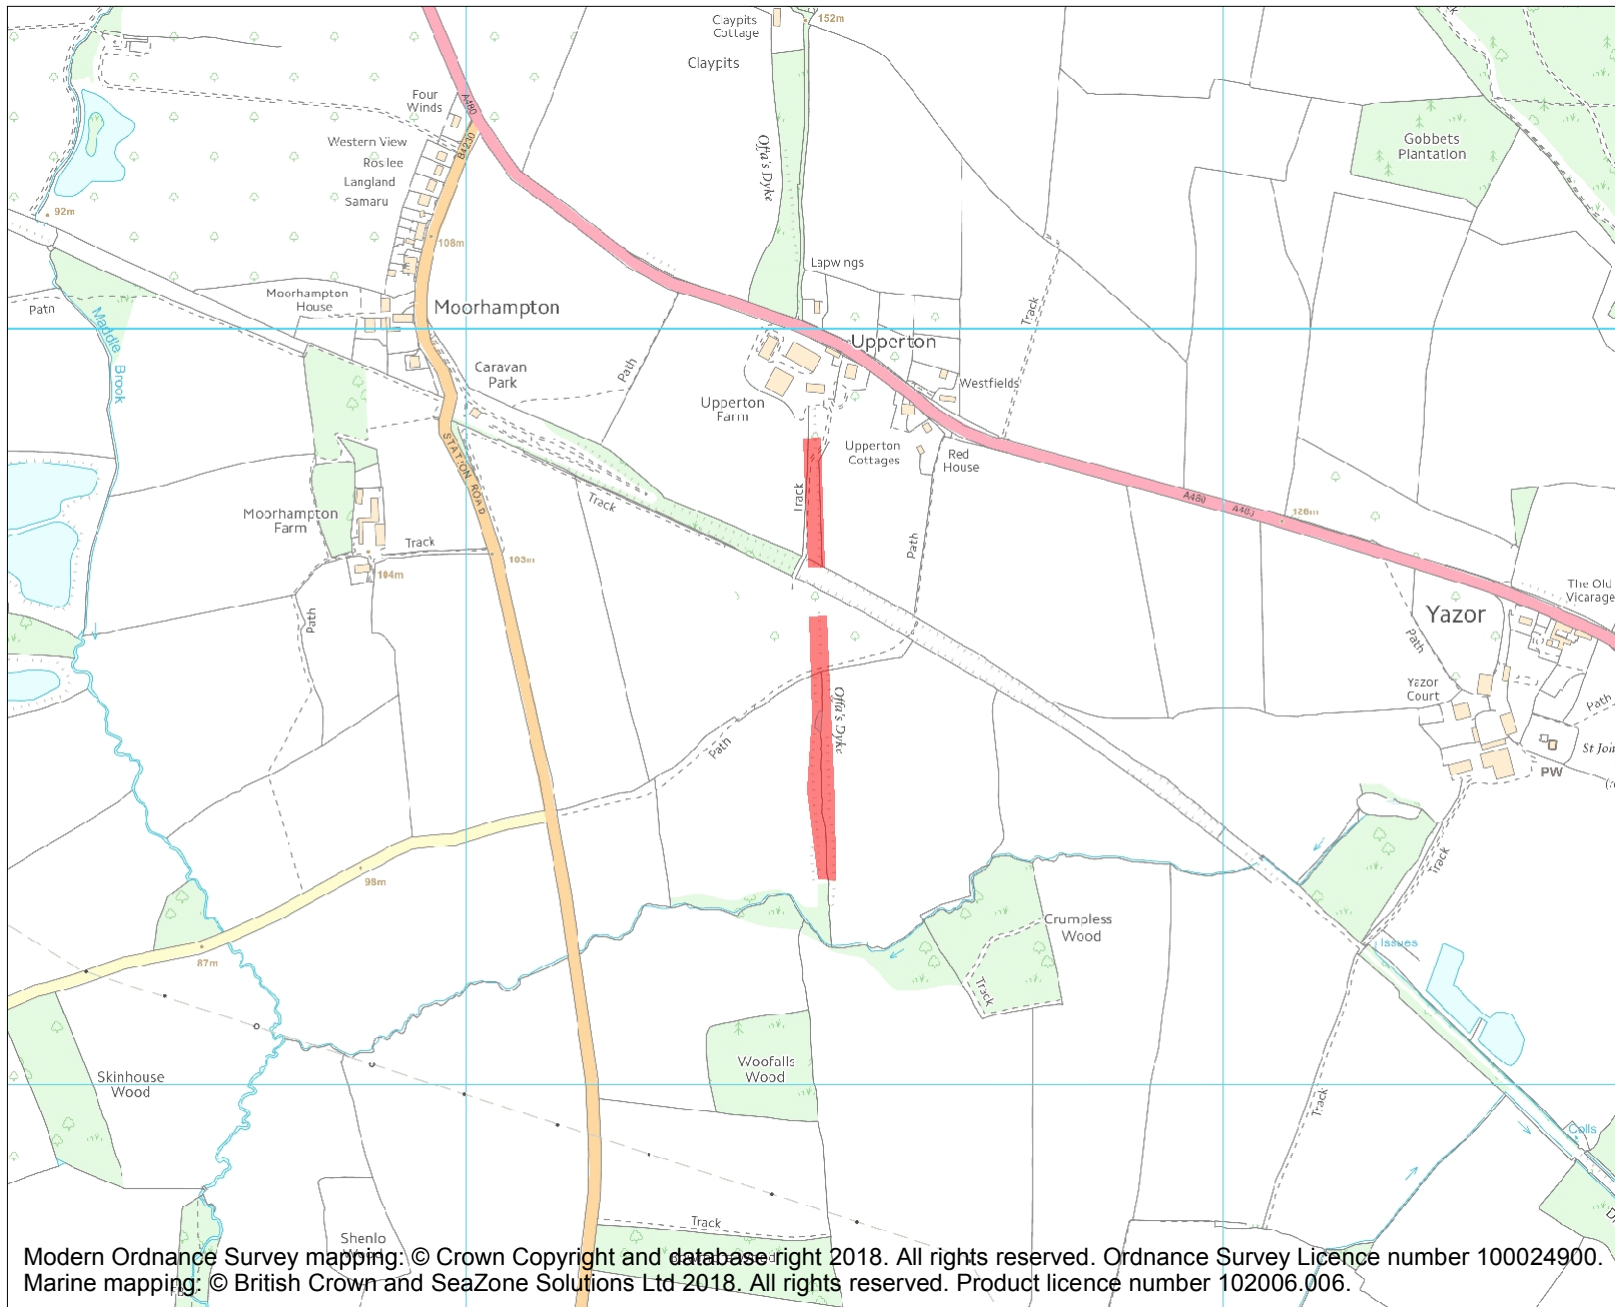 Claypits
Cottage
152m
Claypits
Four
Winds
A480
B4230
Western View
Roslee
Langland
Samaru
Offa's Dyke
Gobbets
Plantation
92m
108m
Lapwings
Moorhampton
House
Moorhampton
Path
Track
Maddle
Brook
Upperton
Caravan
Park
Path
Westfields
Upperton
Farm
Upperton
Cottages
Red
House
STATION ROAD
Track
Track
A480
A480
126m
Moorhampton
Farm
Track
103m
104m
Path
Path
The Old
Vicarage
Yazor
Path
Yazor
Court
Path
Offa's Dyke
Path
St Joh
PW
Track
98m
Crumpless
Wood
87m
Issues
Track
Woofalls
Wood
Skinhouse
Wood
Track
Colls
Track
Shenlo
Modern Ordnance Survey mapping: © Crown Copyright and database right 2018. All rights reserved. Ordnance Survey Licence number 100024900.
Marine mapping: © British Crown and SeaZone Solutions Ltd 2018. All rights reserved. Product licence number 102006.006.